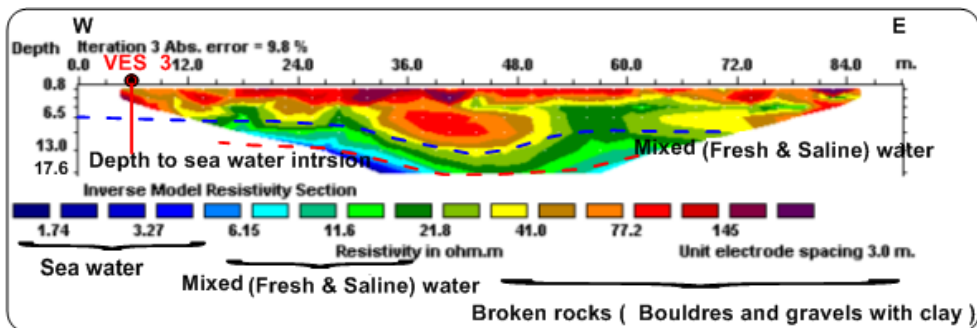 W E
Depth Iteration 3 Abs. error = 9.8 %
VES 3
0.0 12.0 24.0 36.0 48.0 60.0 72.0 84.0 m.
0.8
6.5
13.0
17.6
Depth to sea water intrsion
Mixed (Fresh & Saline) water
Inverse Model Resistivity Section
1.74 3.27 6.15 11.6 21.8 41.0 77.2 145
Resistivity in ohm.m Unit electrode spacing 3.0 m.
Sea water
Mixed (Fresh & Saline) water
Broken rocks ( Bouldres and gravels with clay )